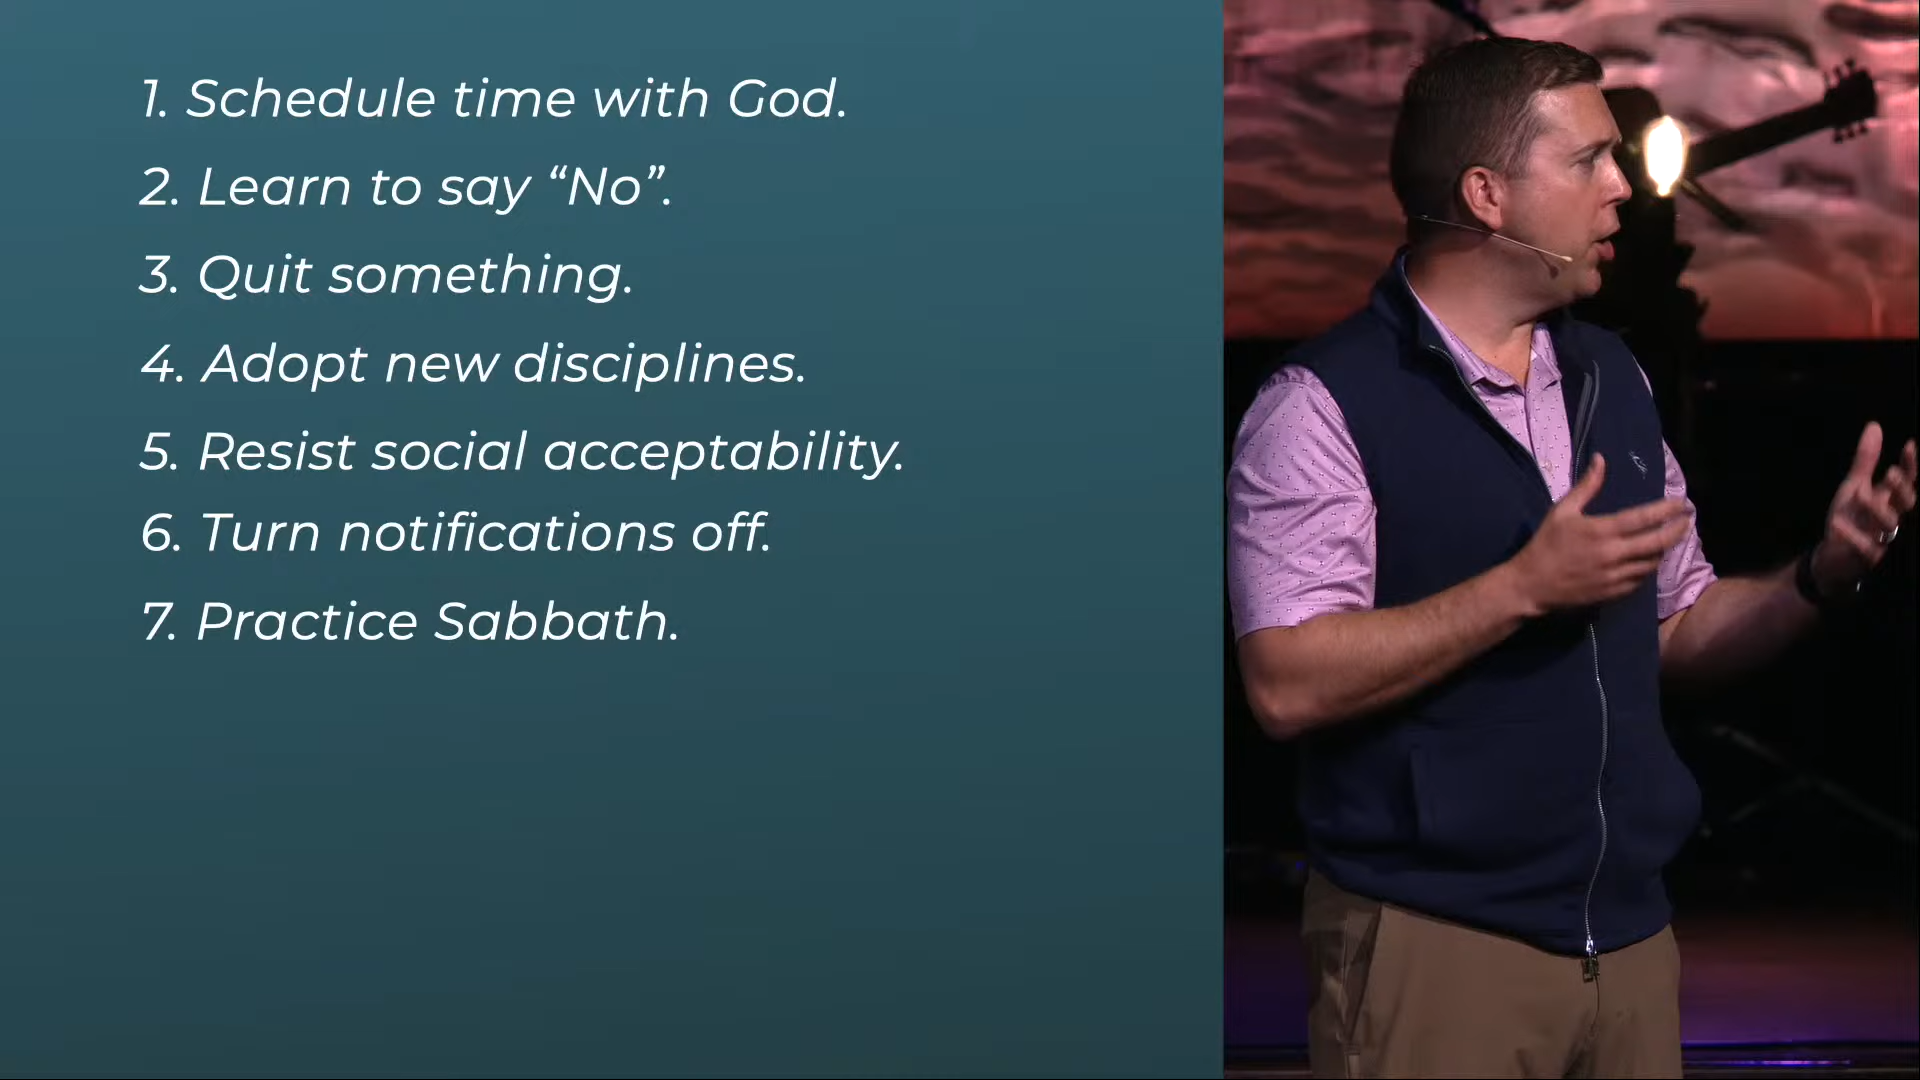 1. Schedule time with God.
2. Learn to say “No”.
3. Quit something.
4. Adopt new disciplines.
5. Resist social acceptability.
6. Turn notifications off.
7. Practice Sabbath.